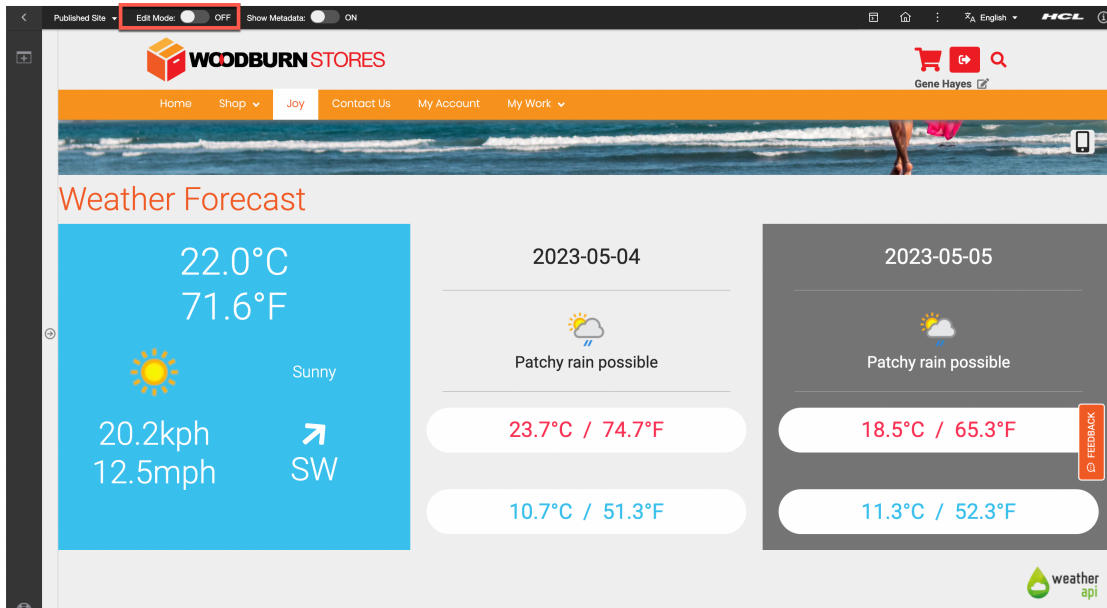 Published Site Edit Mode: OFF Show Metadata: ON English HCL
WOODBURN STORES
Gene Hayes
Home Shop Joy Contact Us My Account My Work
Weather Forecast
22.0°C
71.6°F
Sunny
20.2kph
12.5mph
SW
2023-05-04
Patchy rain possible
23.7°C / 74.7°F
10.7°C / 51.3°F
2023-05-05
Patchy rain possible
18.5°C / 65.3°F
11.3°C / 52.3°F
FEEDBACK
weather
api